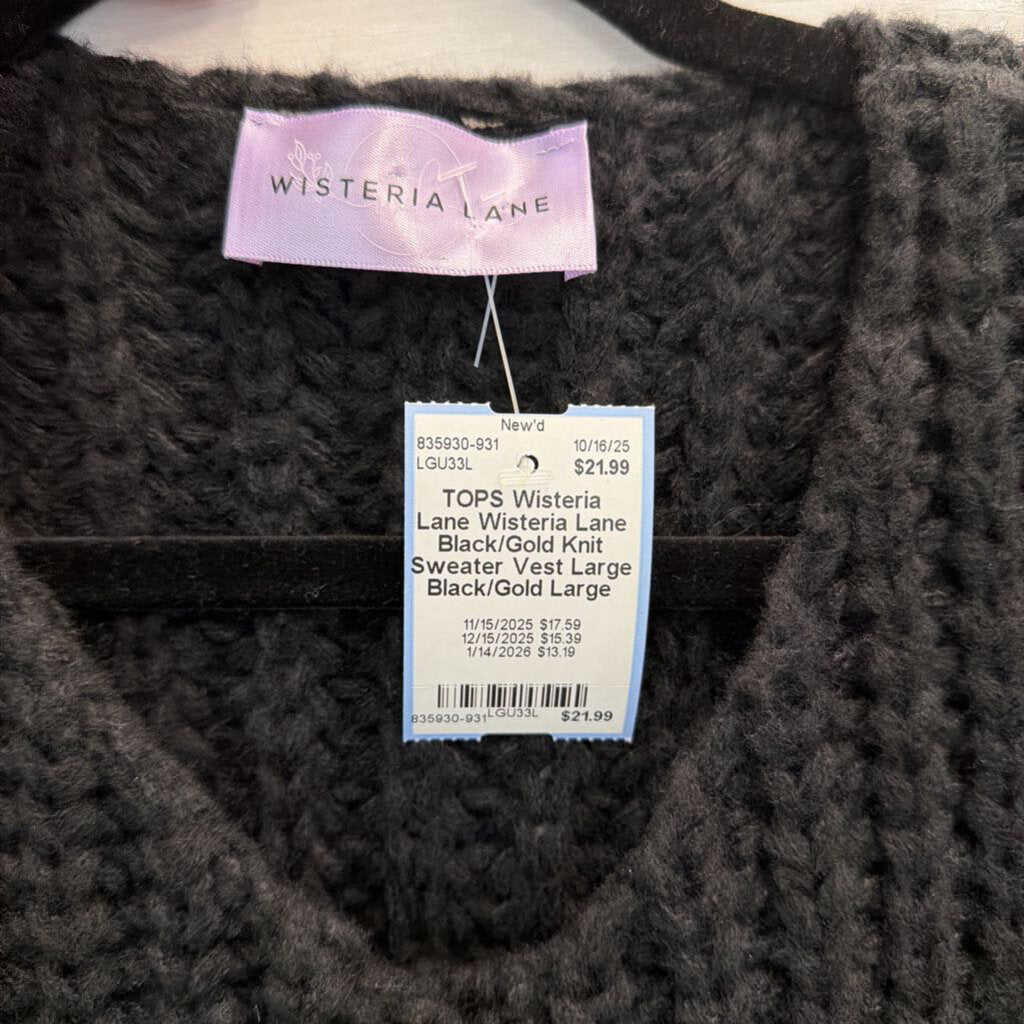 WISTERIA LANE
New'd
835930-931 10/16/25
LGU33L $21.99
TOPS Wisteria
Lane Wisteria Lane
Black/Gold Knit
Sweater Vest Large
Black/Gold Large
11/15/2025 $17.59
12/15/2025 $15.39
1/14/2026 $13.19
835930-931 LGU33L $21.99